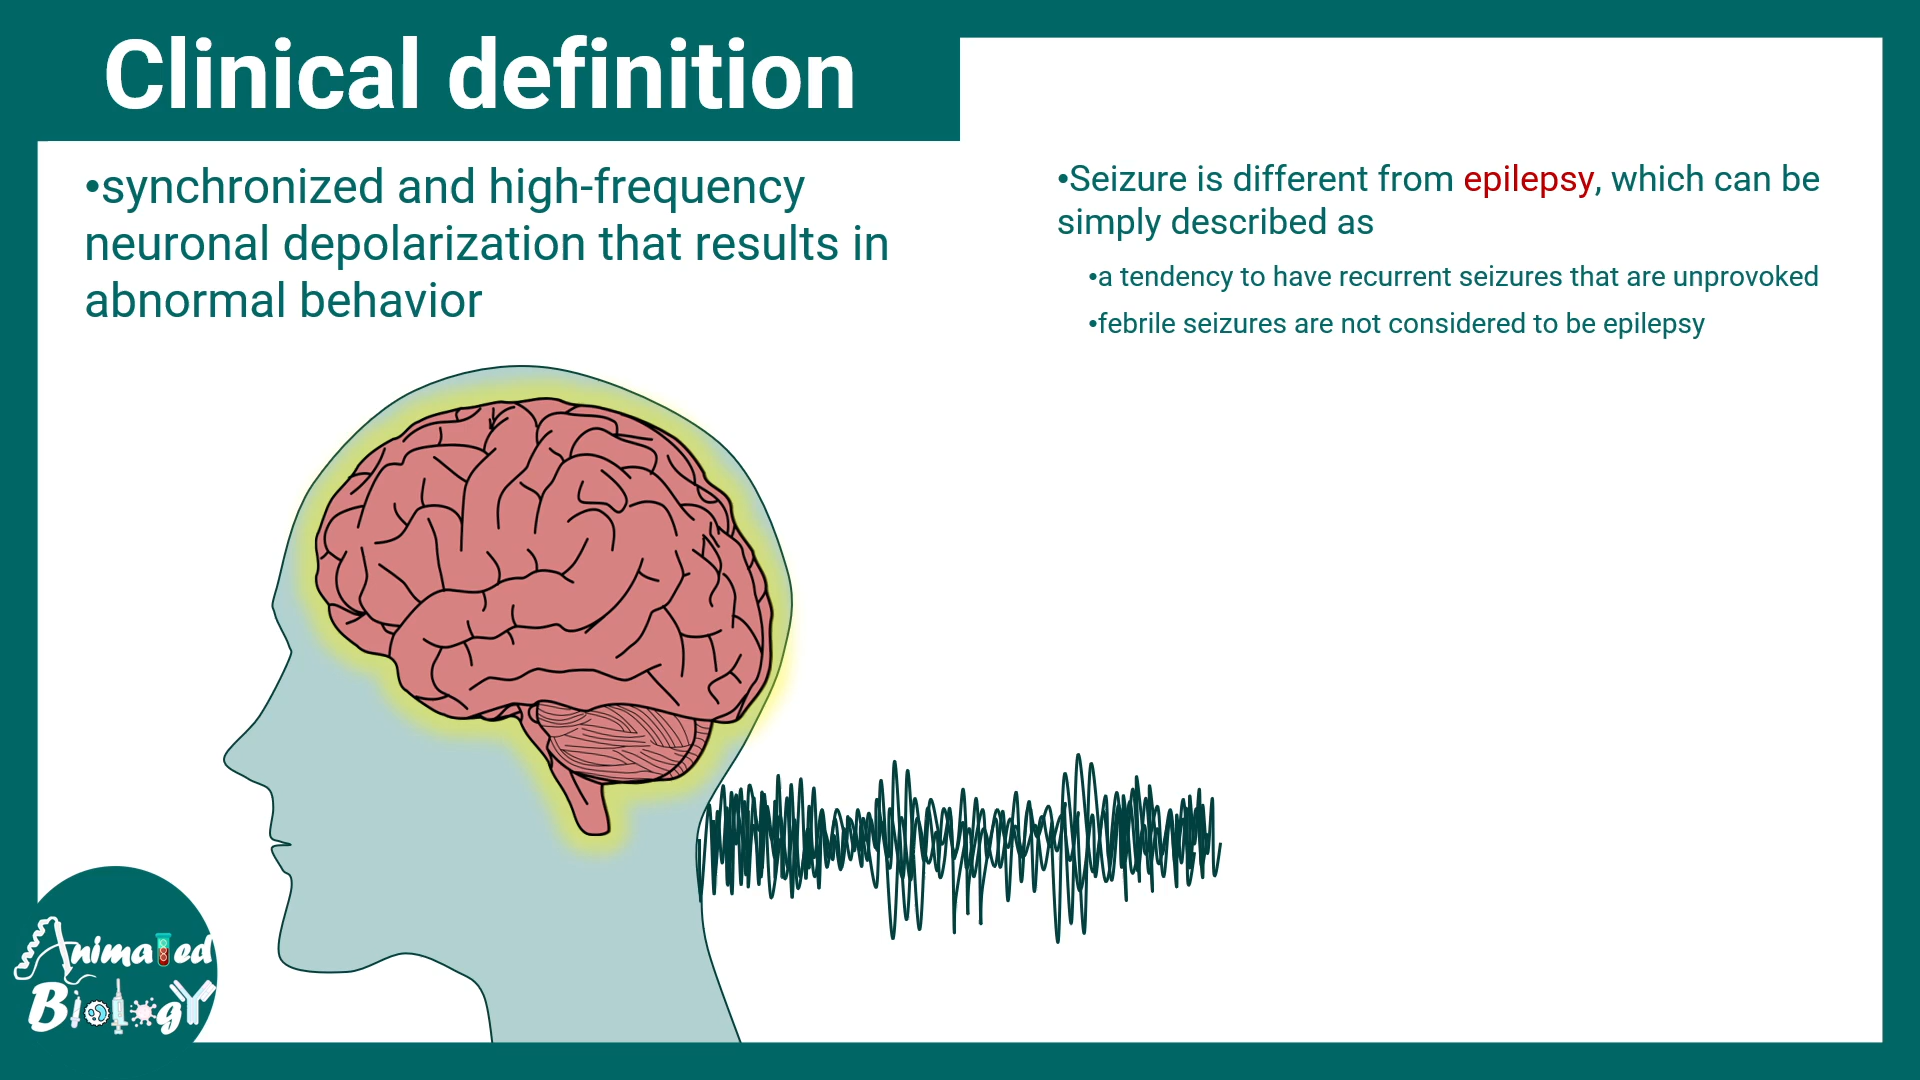 Clinical definition
•synchronized and high-frequency
neuronal depolarization that results in
abnormal behavior
•Seizure is different from epilepsy, which can be
simply described as
•a tendency to have recurrent seizures that are unprovoked
•febrile seizures are not considered to be epilepsy
Animated
Biology